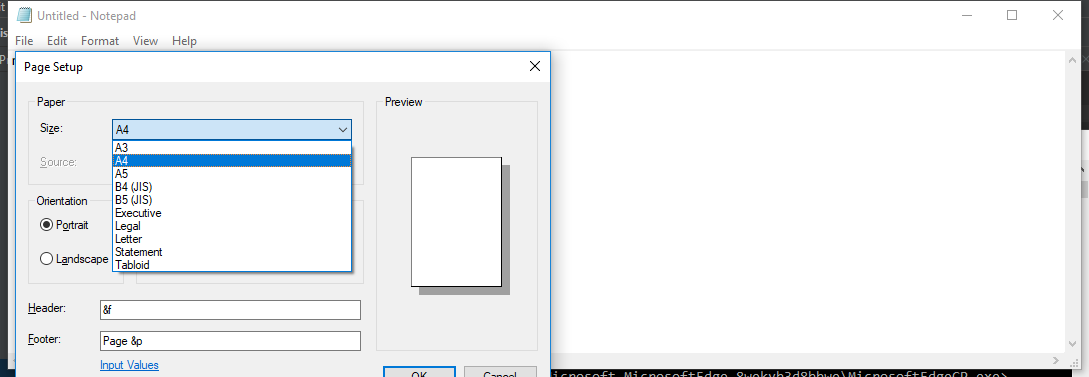 Untitled - Notepad
File Edit Format View Help
Page Setup
Paper
Size: A4
A3
A4
A5
B4 (JIS)
B5 (JIS)
Executive
Legal
Letter
Statement
Tabloid
Source:
Orientation
Portrait
Landscape
Preview
Header: &f
Footer: Page &p
Input Values
OK Cancel
icrosoft.MicrosoftEdge_8wekyb3d8bbwe\MicrosoftEdgeCP.exe>